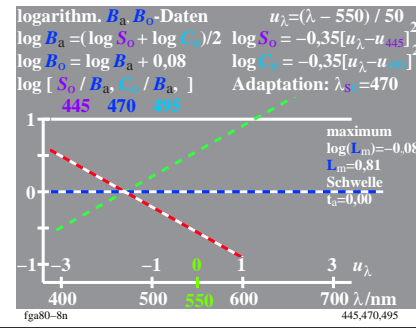 logarithm. Ba, Bo-Daten uλ=(λ – 550) / 50
log Ba =(log So + log Co)/2 log So = –0,35[uλ–u445]2
log Bo = log Ba + 0,08 log Co = –0,35[uλ–u495]2
log [ So / Ba, Co / Ba, ] Adaptation: λ =470
445 470 495
1
maximum
log(Lm)=–0,08
Lm=0,81
Schwelle
ta=0,00
0
–1 –3 –1 0 1 3 uλ
400 500 550 600 700 λ/nm
fga80–8n 445,470,495